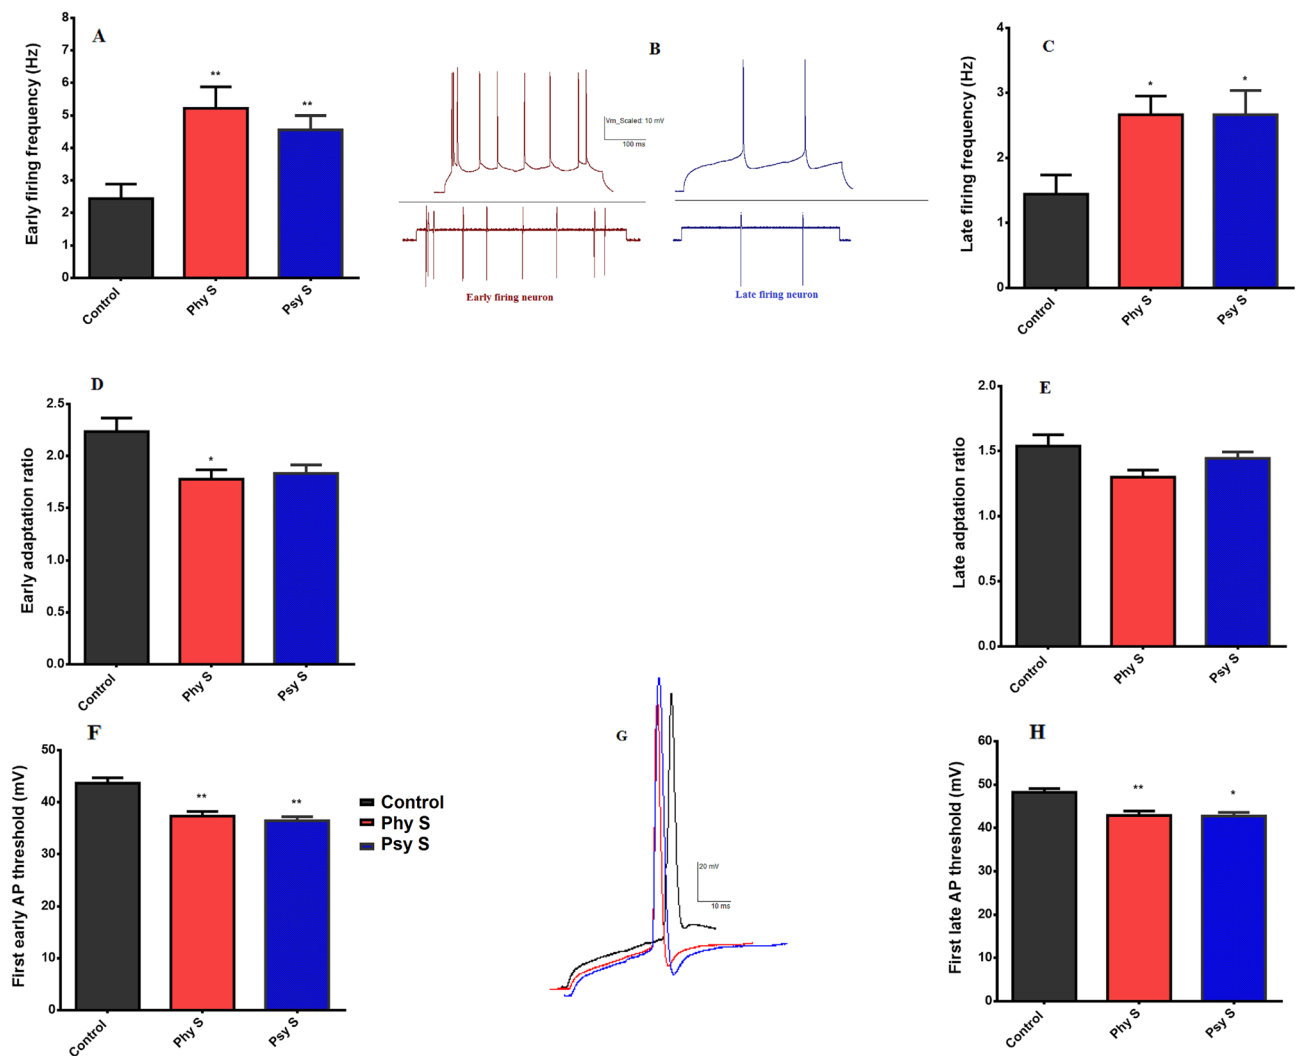 A
Early firing frequency (Hz)
8
7
6
5
4
3
2
1
0
**
**
Control
Phy S
Psy S
B
Vm_Scaled: 10 mV
100 ms
Early firing neuron
Late firing neuron
C
Late firing frequency (Hz)
4
3
2
1
0
*
*
Control
Phy S
Psy S
D
Early adaptation ratio
2.5
2.0
1.5
1.0
0.5
0.0
*
Control
Phy S
Psy S
E
Late adptation ratio
2.0
1.5
1.0
0.5
0.0
Control
Phy S
Psy S
F
First early AP threshold (mV)
50
40
30
20
10
0
**
**
Control
Phy S
Psy S
Control
Phy S
Psy S
G
20 mV
10 ms
H
First late AP threshold (mV)
60
50
40
30
20
10
0
**
*
Control
Phy S
Psy S